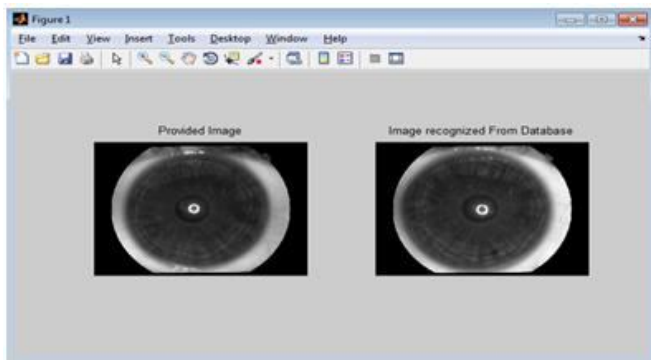 Figure 1
File Edit View Insert Tools Desktop Window Help
Provided Image
Image recognized From Database